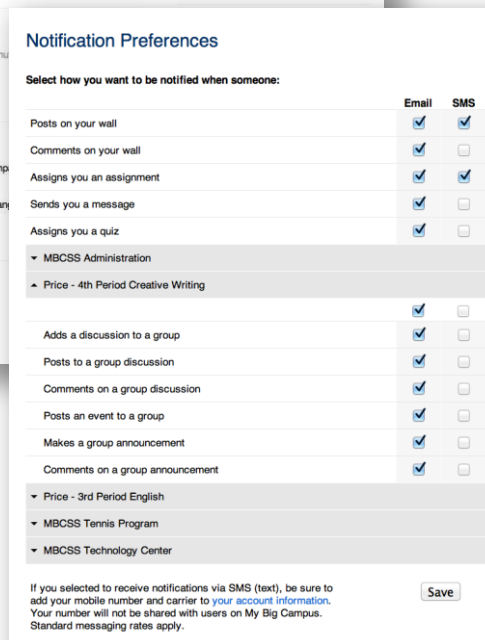 Notification Preferences
Select how you want to be notified when someone:
Email SMS
Posts on your wall
Comments on your wall
Assigns you an assignment
Sends you a message
Assigns you a quiz
MBCSS Administration
Price - 4th Period Creative Writing
Adds a discussion to a group
Posts to a group discussion
Comments on a group discussion
Posts an event to a group
Makes a group announcement
Comments on a group announcement
Price - 3rd Period English
MBCSS Tennis Program
MBCSS Technology Center
If you selected to receive notifications via SMS (text), be sure to
add your mobile number and carrier to your account information.
Your number will not be shared with users on My Big Campus.
Standard messaging rates apply.
Save